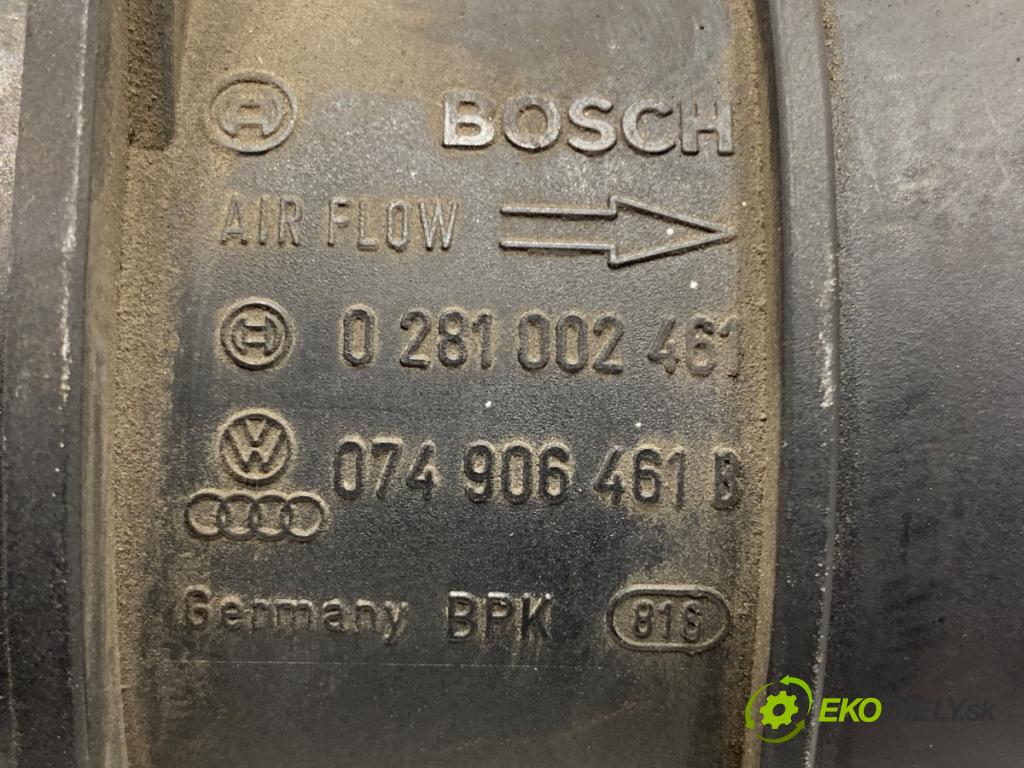 BOSCH
AIR FLOW
0 281 002 461
074 906 461 B
Germany BPK 816
EKODIELY.sk